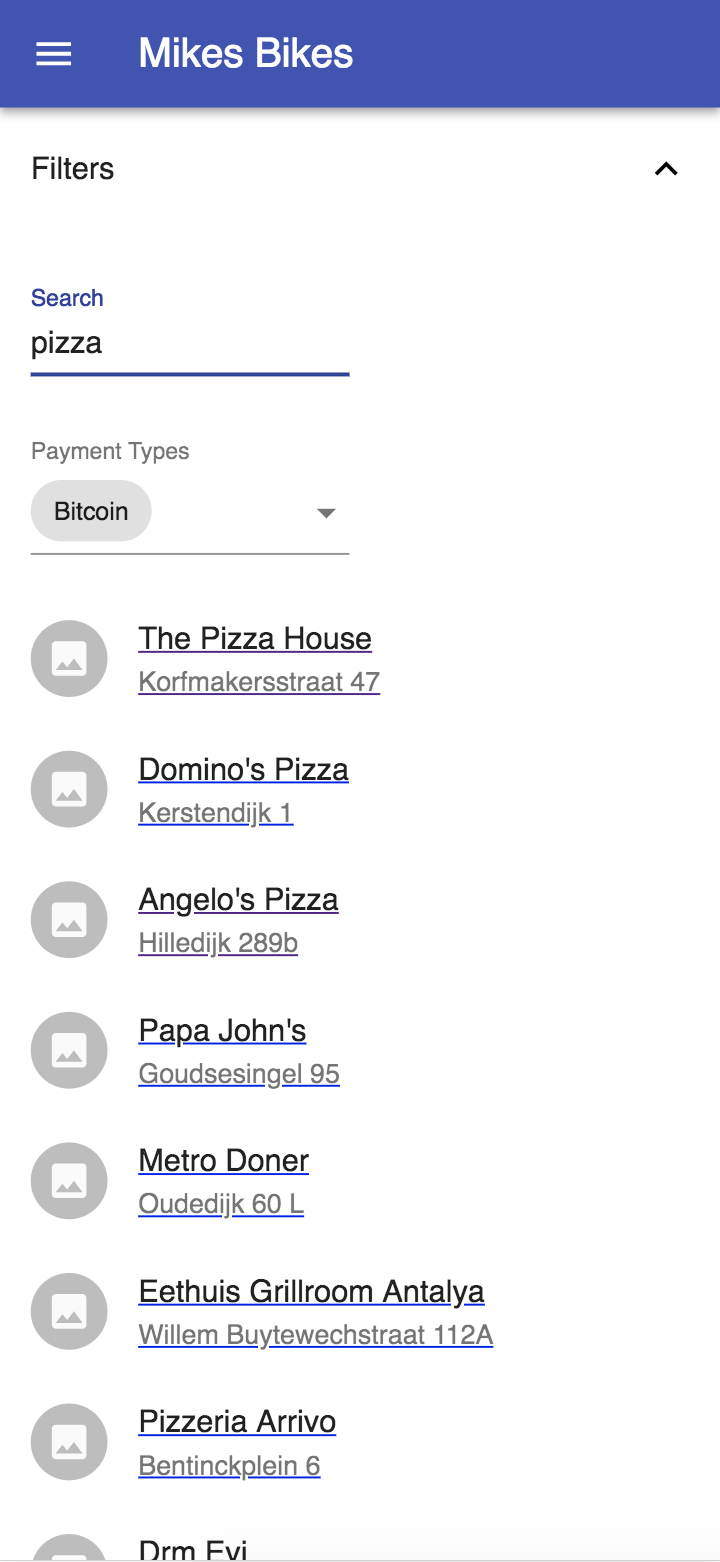 Mikes Bikes
Filters
Search
pizza
Payment Types
Bitcoin
The Pizza House
Korfmakersstraat 47
Domino's Pizza
Kerstendijk 1
Angelo's Pizza
Hilledijk 289b
Papa John's
Goudsesingel 95
Metro Doner
Oudedijk 60 L
Eethuis Grillroom Antalya
Willem Buytewechstraat 112A
Pizzeria Arrivo
Bentinckplein 6
Drm Evi